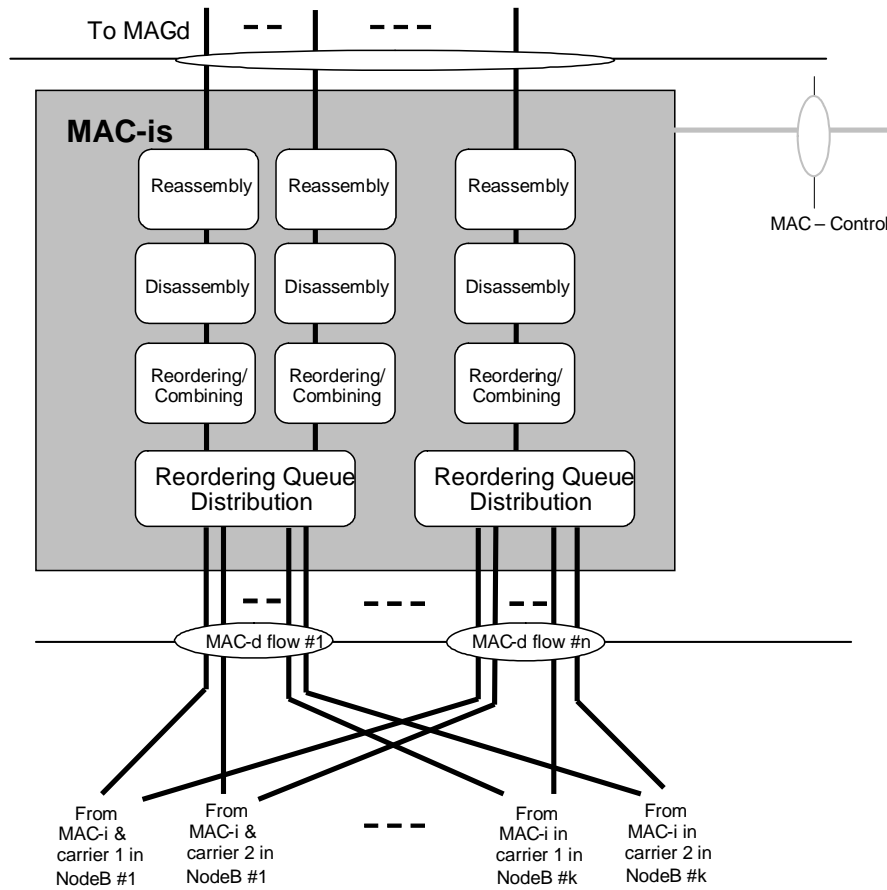 To MAGd
MAC-is
MAC – Control
Reassembly
Reassembly
Reassembly
Disassembly
Disassembly
Disassembly
Reordering/
Combining
Reordering/
Combining
Reordering/
Combining
Reordering Queue
Distribution
Reordering Queue
Distribution
MAC-d flow #1
MAC-d flow #n
From
MAC-i &
carrier 1 in
NodeB #1
From
MAC-i &
carrier 2 in
NodeB #1
From
MAC-i in
carrier 1 in
NodeB #k
From
MAC-i in
carrier 2 in
NodeB #k